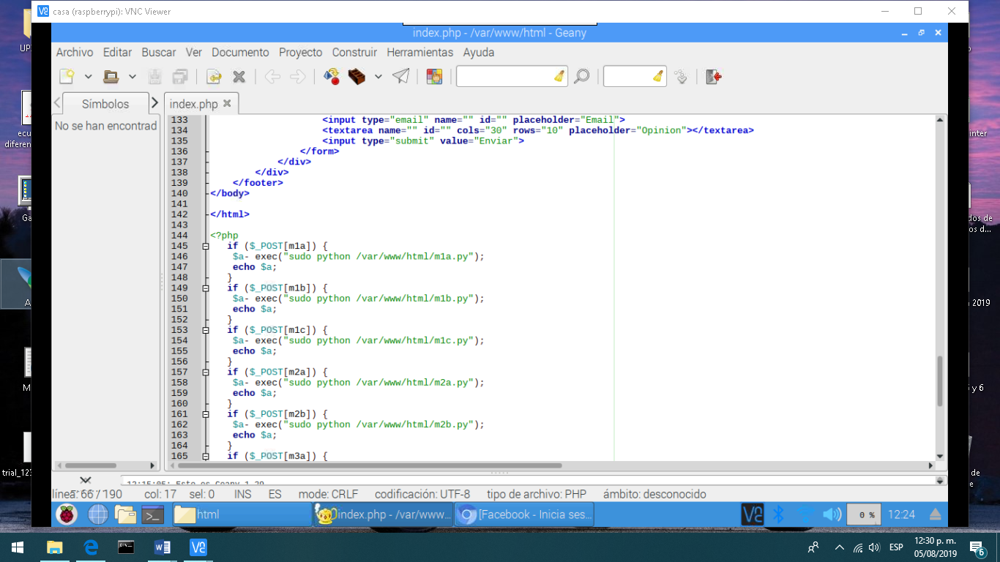 casa (raspberrypi): VNC Viewer
index.php - /var/www/html - Geany
Archivo Editar Buscar Ver Documento Proyecto Construir Herramientas Ayuda
Símbolos
index.php
No se han encontrad
133 <input type="email" name="" id="" placeholder="Email">
134 <textarea name="" id="" cols="30" rows="10" placeholder="Opinion"></textarea>
135 <input type="submit" value="Enviar">
136 </form>
137 </div>
138 </div>
139 </footer>
140 </body>
141
142 </html>
143
144 <?php
145 if ($_POST[m1a]) {
146 $a- exec("sudo python /var/www/html/m1a.py");
147 echo $a;
148 }
149 if ($_POST[m1b]) {
150 $a- exec("sudo python /var/www/html/m1b.py");
151 echo $a;
152 }
153 if ($_POST[m1c]) {
154 $a- exec("sudo python /var/www/html/m1c.py");
155 echo $a;
156 }
157 if ($_POST[m2a]) {
158 $a- exec("sudo python /var/www/html/m2a.py");
159 echo $a;
160 }
161 if ($_POST[m2b]) {
162 $a- exec("sudo python /var/www/html/m2b.py");
163 echo $a;
164 }
165 if ($_POST[m3a]) {
12:15:05: Esto es Geany 1.29
línea: 66 / 190 col: 17 sel: 0 INS ES mode: CRLF codificación: UTF-8 tipo de archivo: PHP ámbito: desconocido
html
index.php - /var/www...
[Facebook - Inicia ses...
0 %
12:24
UP
ecu
diferen
Ga
A
M
trial_123
inter
dos de
os d...
2019
5 y 6
de
e
ESP
12:30 p. m.
05/08/2019
6